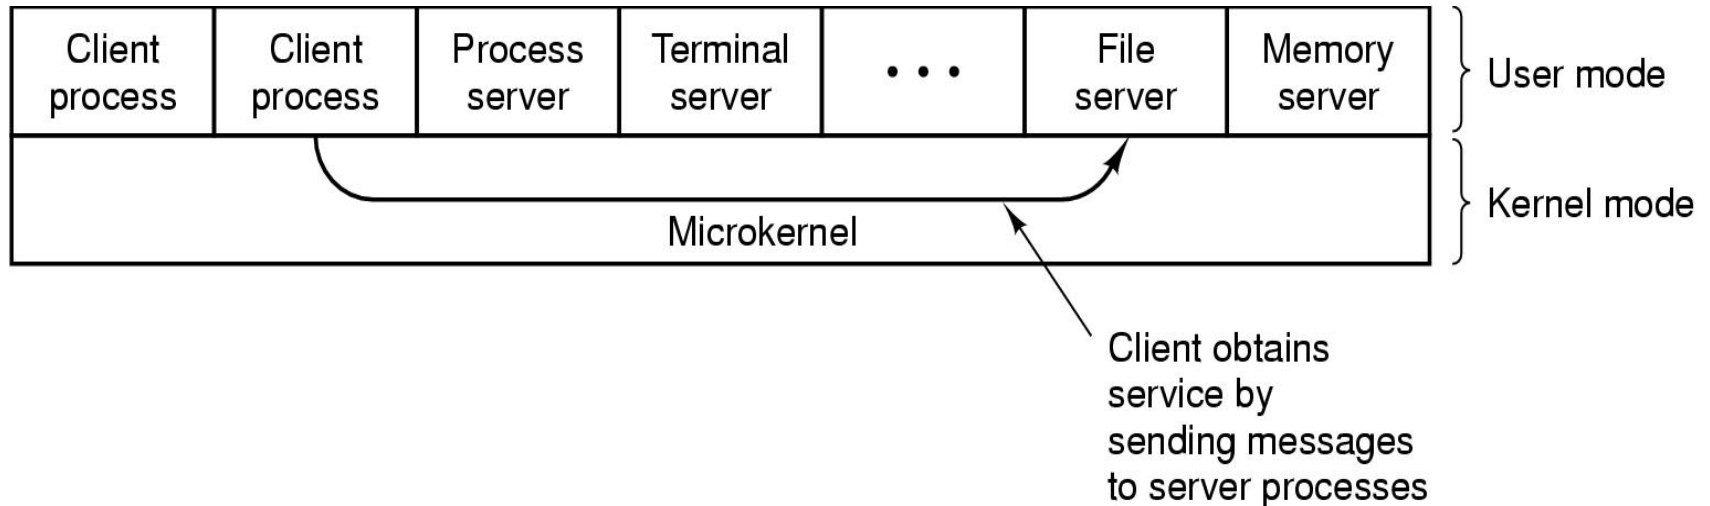 Client
process
Client
process
Process
server
Terminal
server
• • •
File
server
Memory
server
User mode
Microkernel
Kernel mode
Client obtains
service by
sending messages
to server processes